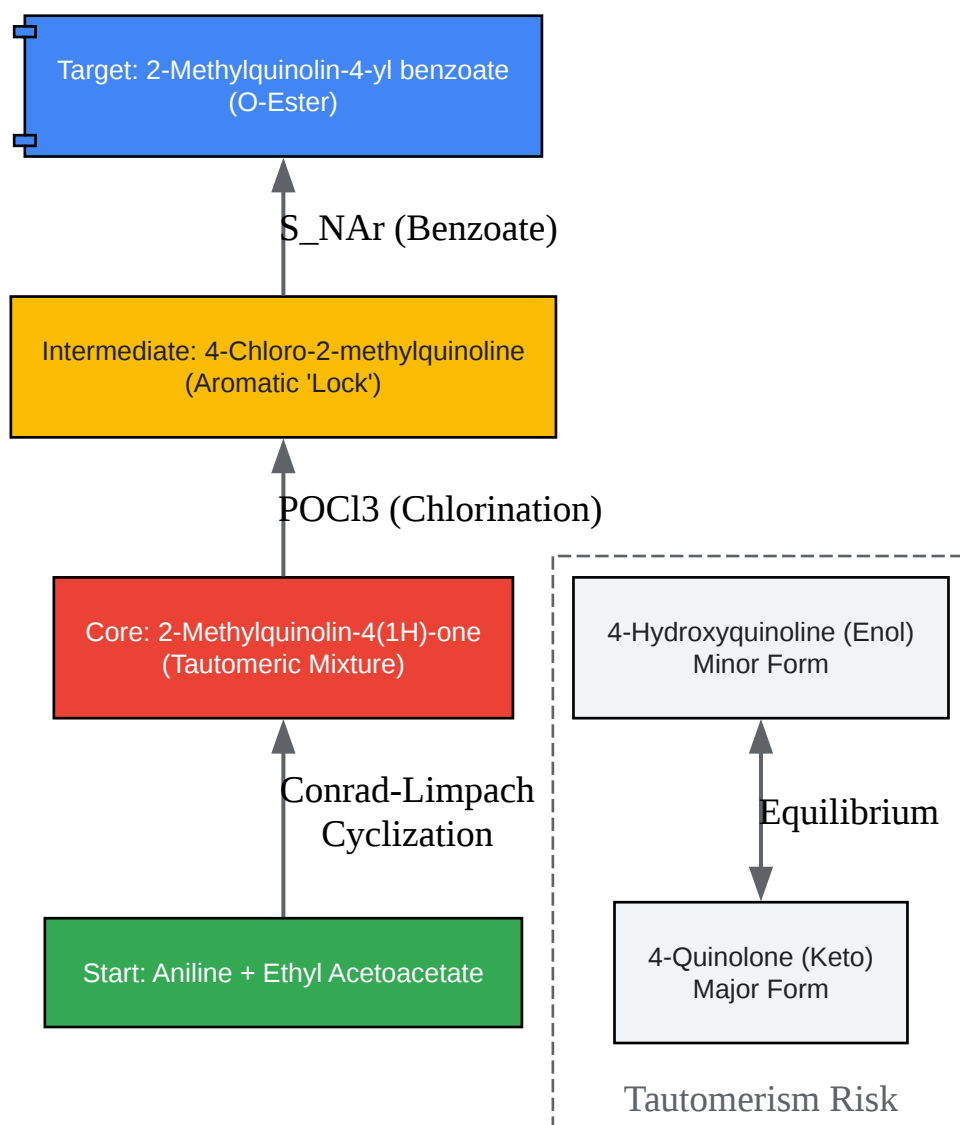 Target: 2-Methylquinolin-4-yl benzoate
(O-Ester)
S_NAr (Benzoate)
Intermediate: 4-Chloro-2-methylquinoline
(Aromatic 'Lock')
POCl3 (Chlorination)
Core: 2-Methylquinolin-4(1H)-one
(Tautomeric Mixture)
4-Hydroxyquinoline (Enol)
Minor Form
Conrad-Limpach
Cyclization
Equilibrium
Start: Aniline + Ethyl Acetoacetate
4-Quinolone (Keto)
Major Form
Tautomerism Risk